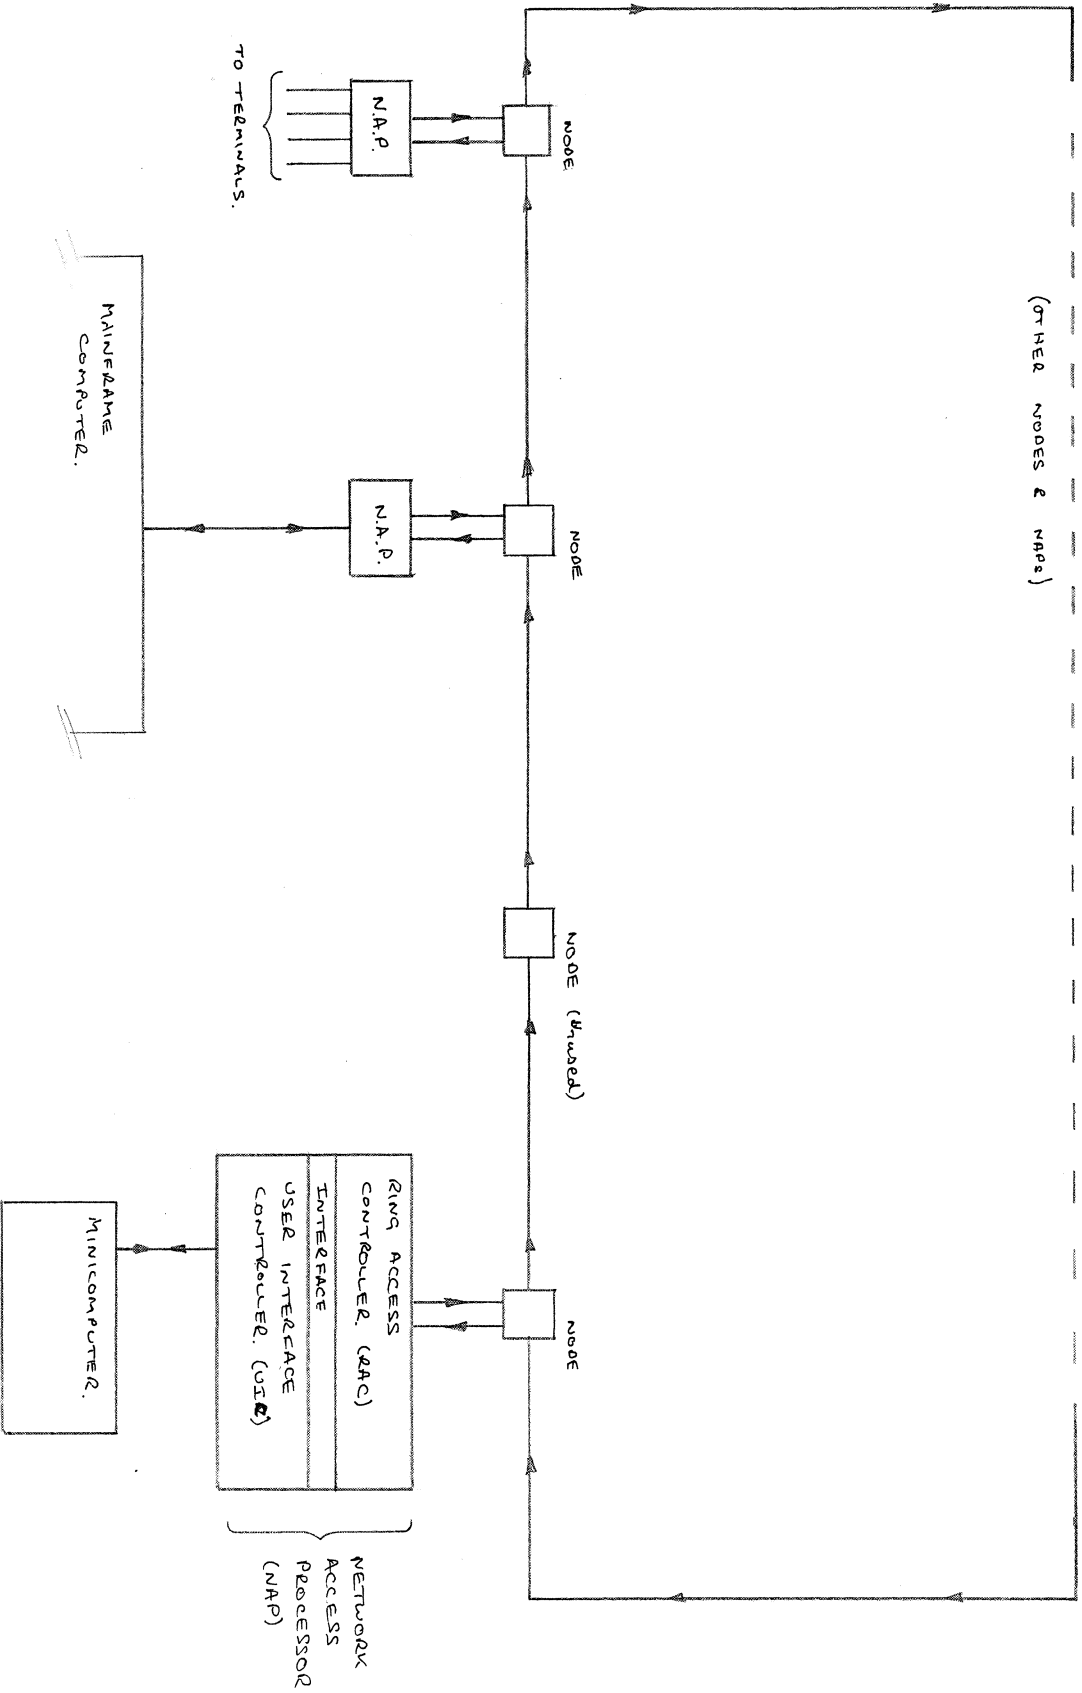 (OTHER NODES & NAPs)
NODE
NODE
NODE (Unused)
NODE
N.A.P.
TO TERMINALS.
N.A.P.
MAINFRAME
COMPUTER.
RING ACCESS
CONTROLLER. (RAC)
INTERFACE
USER INTERFACE
CONTROLLER. (UIC)
NETWORK
ACCESS
PROCESSOR
(NAP)
MINICOMPUTER.